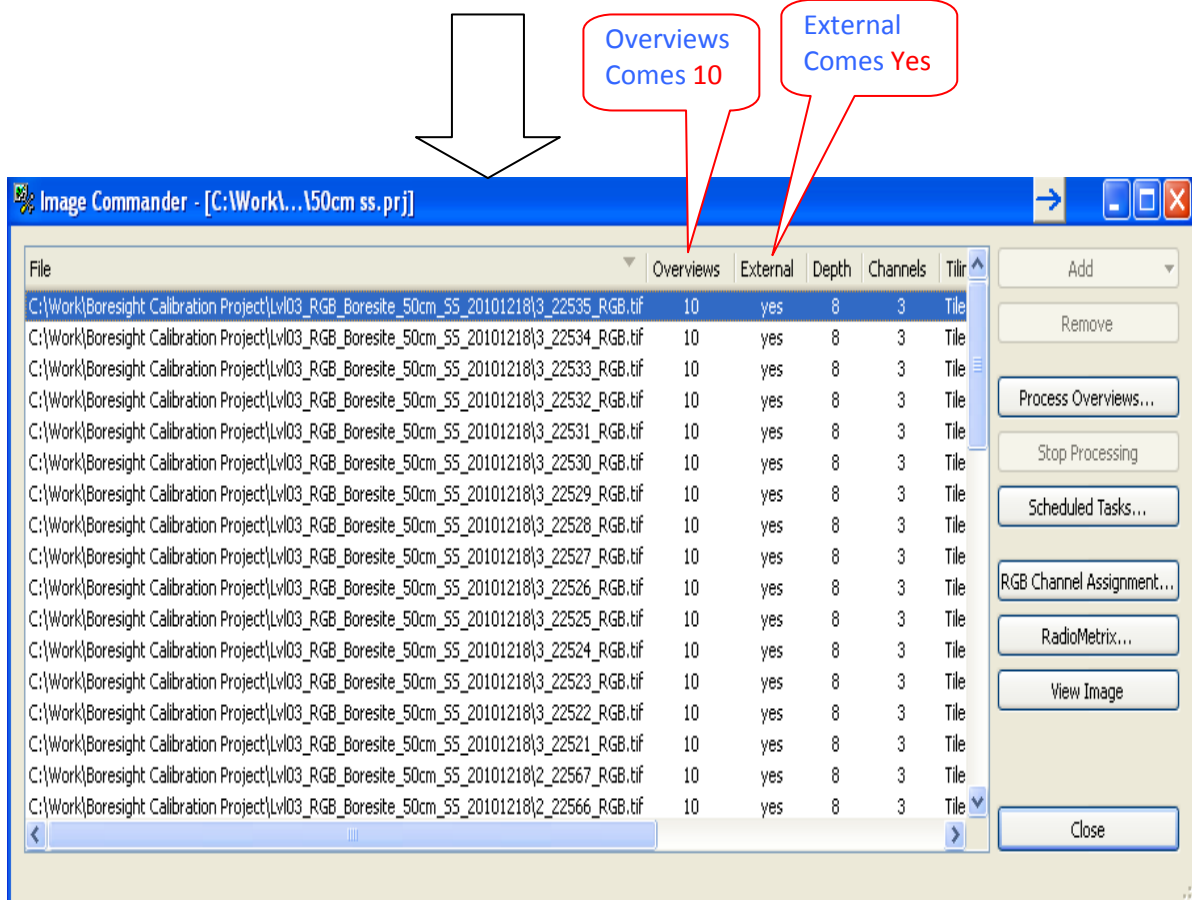 Overviews
Comes 10
External
Comes Yes
Image Commander - [C:\Work\...\50cm ss.prj]
File Overviews External Depth Channels Tilir
C:\Work\Boresight Calibration Project\Lvl03_RGB_Boresite_50cm_SS_20101218\3_22535_RGB.tif 10 yes 8 3 Tile
C:\Work\Boresight Calibration Project\Lvl03_RGB_Boresite_50cm_SS_20101218\3_22534_RGB.tif 10 yes 8 3 Tile
C:\Work\Boresight Calibration Project\Lvl03_RGB_Boresite_50cm_SS_20101218\3_22533_RGB.tif 10 yes 8 3 Tile
C:\Work\Boresight Calibration Project\Lvl03_RGB_Boresite_50cm_SS_20101218\3_22532_RGB.tif 10 yes 8 3 Tile
C:\Work\Boresight Calibration Project\Lvl03_RGB_Boresite_50cm_SS_20101218\3_22531_RGB.tif 10 yes 8 3 Tile
C:\Work\Boresight Calibration Project\Lvl03_RGB_Boresite_50cm_SS_20101218\3_22530_RGB.tif 10 yes 8 3 Tile
C:\Work\Boresight Calibration Project\Lvl03_RGB_Boresite_50cm_SS_20101218\3_22529_RGB.tif 10 yes 8 3 Tile
C:\Work\Boresight Calibration Project\Lvl03_RGB_Boresite_50cm_SS_20101218\3_22528_RGB.tif 10 yes 8 3 Tile
C:\Work\Boresight Calibration Project\Lvl03_RGB_Boresite_50cm_SS_20101218\3_22527_RGB.tif 10 yes 8 3 Tile
C:\Work\Boresight Calibration Project\Lvl03_RGB_Boresite_50cm_SS_20101218\3_22526_RGB.tif 10 yes 8 3 Tile
C:\Work\Boresight Calibration Project\Lvl03_RGB_Boresite_50cm_SS_20101218\3_22525_RGB.tif 10 yes 8 3 Tile
C:\Work\Boresight Calibration Project\Lvl03_RGB_Boresite_50cm_SS_20101218\3_22524_RGB.tif 10 yes 8 3 Tile
C:\Work\Boresight Calibration Project\Lvl03_RGB_Boresite_50cm_SS_20101218\3_22523_RGB.tif 10 yes 8 3 Tile
C:\Work\Boresight Calibration Project\Lvl03_RGB_Boresite_50cm_SS_20101218\3_22522_RGB.tif 10 yes 8 3 Tile
C:\Work\Boresight Calibration Project\Lvl03_RGB_Boresite_50cm_SS_20101218\3_22521_RGB.tif 10 yes 8 3 Tile
C:\Work\Boresight Calibration Project\Lvl03_RGB_Boresite_50cm_SS_20101218\2_22567_RGB.tif 10 yes 8 3 Tile
C:\Work\Boresight Calibration Project\Lvl03_RGB_Boresite_50cm_SS_20101218\2_22566_RGB.tif 10 yes 8 3 Tile
Add
Remove
Process Overviews...
Stop Processing
Scheduled Tasks...
RGB Channel Assignment...
RadioMetrix...
View Image
Close